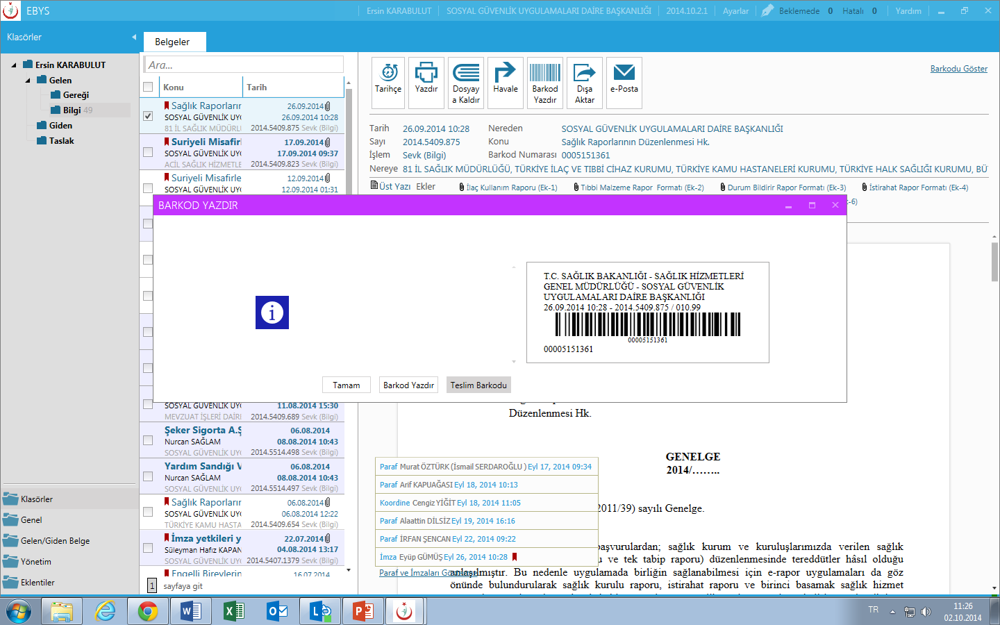 EBYS
Ersin KARABULUT
SOSYAL GÜVENLİK UYGULAMALARI DAİRE BAŞKANLIĞI
2014.10.2.1
Ayarlar
Beklemede 0 Hatalı 0
Yardım
Klasörler
Belgeler
Ersin KARABULUT
Gelen
Gereği
Bilgi 49
Giden
Taslak
Klasörler
Genel
Gelen/Giden Belge
Yönetim
Eklentiler
Ara...
Konu Tarih
Sağlık Raporların 26.09.2014
SOSYAL GÜVENLİK UYG 26.09.2014 10:28
81 İL SAĞLIK MÜDÜRL 2014.5409.875 Sevk (Bilgi)
Suriyeli Misafirl 17.09.2014
SOSYAL GÜVENLİK UYG 17.09.2014 09:37
ACİL SAĞLIK HİZMETLE 2014.5409.823 Sevk (Bilgi)
Suriyeli Misafirle 12.09.2014
SOSYAL GÜVENLİK UYG 12.09.2014 01:31
SOSYAL GÜVENLİK UYG 11.08.2014 15:30
MEVZUAT İŞLERİ DAİRE 2014.5409.689 Sevk (Bilgi)
Şeker Sigorta A.Ş 06.08.2014
Nurcan SAĞLAM 08.08.2014 10:43
SOSYAL GÜVENLİK UYG 2014.5514.498 Sevk (Bilgi)
Yardım Sandığı V 06.08.2014
Nurcan SAĞLAM 08.08.2014 10:43
SOSYAL GÜVENLİK UYG 2014.5514.497 Sevk (Bilgi)
Sağlık Raporların 06.08.2014
SOSYAL GÜVENLİK UYG 06.08.2014 12:22
TÜRKİYE KAMU HASTA 2014.5409.654 Sevk (Bilgi)
İmza yetkileri y 22.07.2014
Süleyman Hafız KAPAN 04.08.2014 13:17
SOSYAL GÜVENLİK UYG 2014.5407.1379 Sevk (Bilgi)
Engelli Bireylerin 16.07.2014
1 sayfaya git
Tarihçe
Yazdır
Dosyay
a Kaldır
Havale
Barkod
Yazdır
Dışa
Aktar
e-Posta
Barkodu Göster
Tarih 26.09.2014 10:28 Nereden SOSYAL GÜVENLİK UYGULAMALARI DAİRE BAŞKANLIĞI
Sayı 2014.5409.875 Konu Sağlık Raporlarının Düzenlenmesi Hk.
İşlem Sevk (Bilgi) Barkod Numarası 0005151361
Nereye 81 İL SAĞLIK MÜDÜRLÜĞÜ, TÜRKİYE İLAÇ VE TIBBİ CİHAZ KURUMU, TÜRKİYE KAMU HASTANELERİ KURUMU, TÜRKİYE HALK SAĞLIĞI KURUMU, BÜ
Üst Yazı Ekler İlaç Kullanım Raporu (Ek-1) Tıbbi Malzeme Rapor Formatı (Ek-2) Durum Bildirir Rapor Formatı (Ek-3) İstirahat Rapor Formatı (Ek-4)
-6)
BARKOD YAZDIR
T.C. SAĞLIK BAKANLIĞI - SAĞLIK HİZMETLERİ
GENEL MÜDÜRLÜĞÜ - SOSYAL GÜVENLİK
UYGULAMALARI DAİRE BAŞKANLIĞI
26.09.2014 10:28 - 2014.5409.875 / 010.99
00005151361
00005151361
Tamam Barkod Yazdır Teslim Barkodu
Düzenlenmesi Hk.
GENELGE
2014/……..
2011/39) sayılı Genelge.
Paraf Murat ÖZTÜRK (İsmail SERDAROĞLU ) Eyl 17, 2014 09:34
Paraf Arif KAPUAĞASI Eyl 18, 2014 10:13
Koordine Cengiz YİĞİT Eyl 18, 2014 11:05
Paraf Alaattin DİLSİZ Eyl 19, 2014 16:16
Paraf İRFAN ŞENCAN Eyl 22, 2014 09:22
İmza Eyüp GÜMÜŞ Eyl 26, 2014 10:28
Paraf ve İmzaları
başvurulardan; sağlık kurum ve kuruluşlarımızda verilen sağlık
u ve tek tabip raporu) düzenlenmesinde tereddütler hâsıl olduğu
anlaşılmıştır. Bu nedenle uygulamada birliğin sağlanabilmesi için e-rapor uygulamaları da göz
önünde bulundurularak sağlık kurulu raporu, istirahat raporu ve birinci basamak sağlık hizmet
TR
11:26
02.10.2014